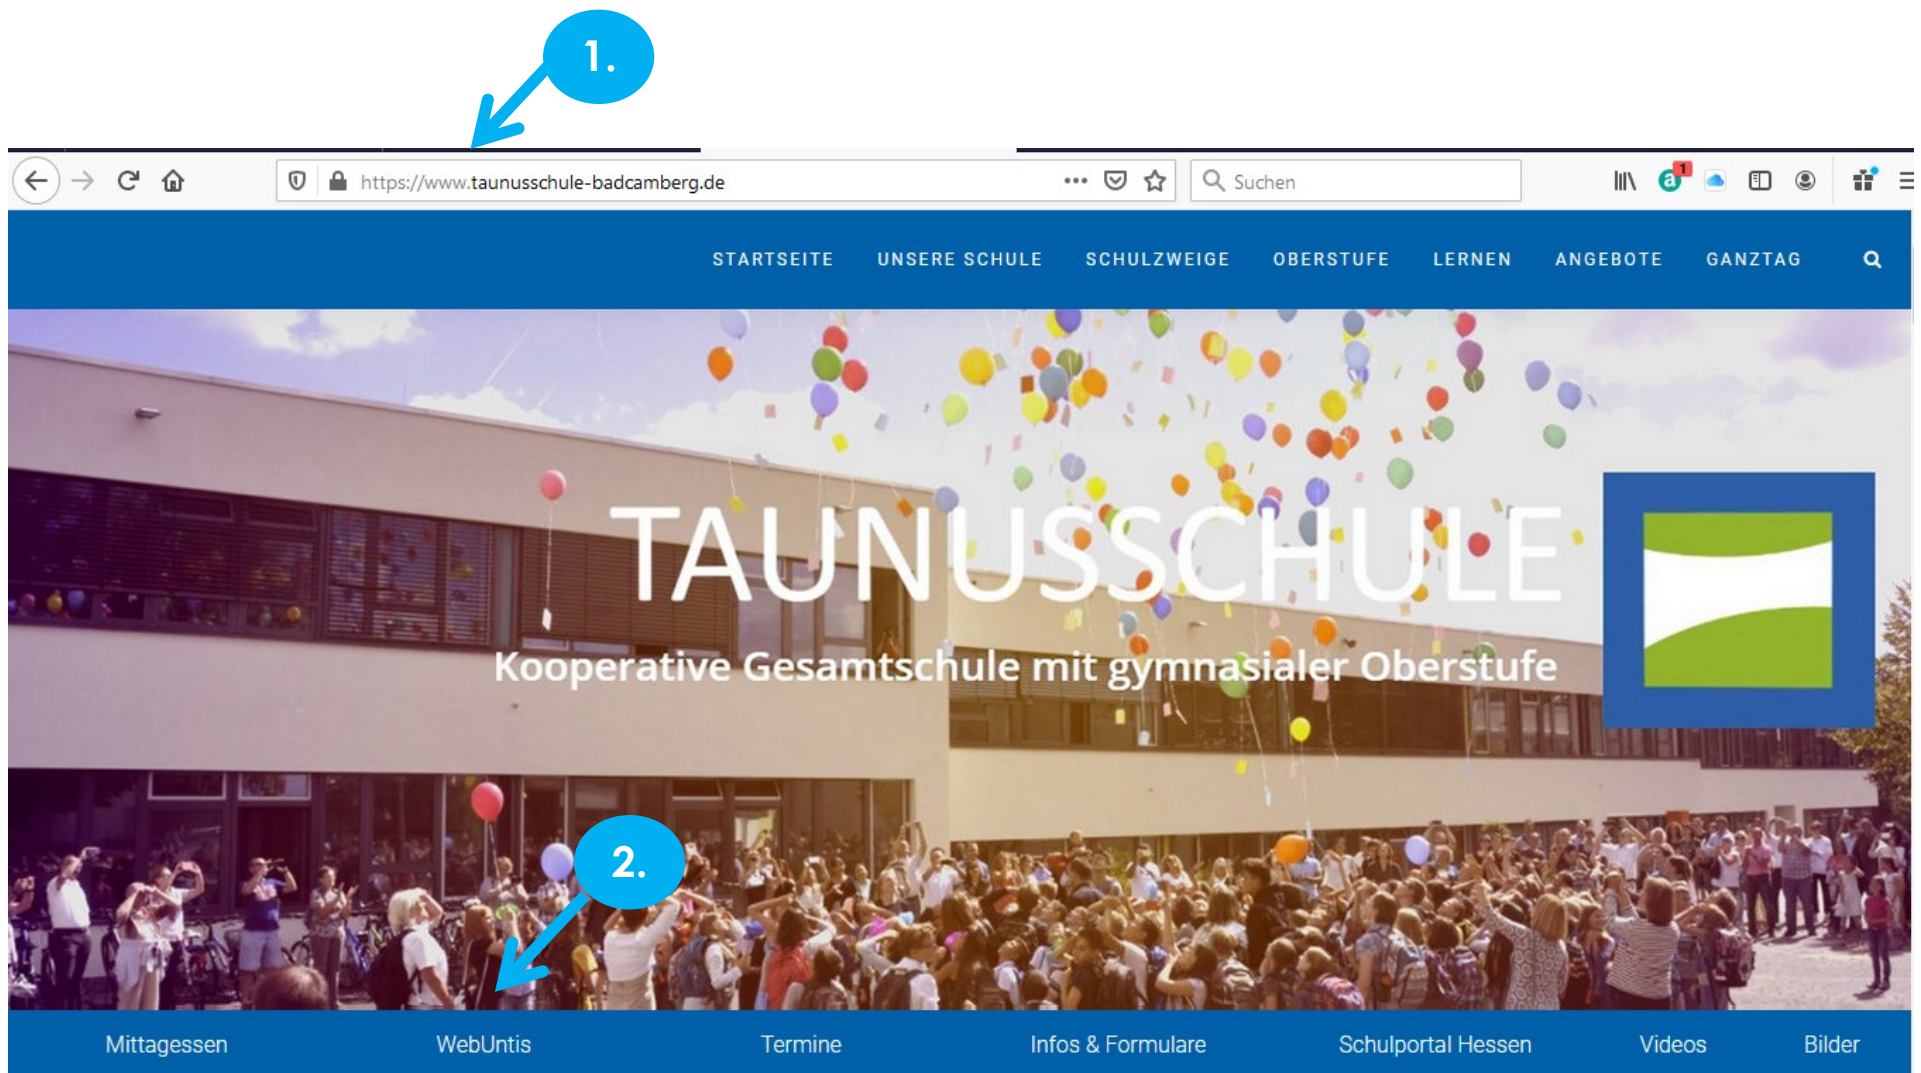 1.
https://www.taunusschule-badcamberg.de
Suchen
a 1
STARTSEITE UNSERE SCHULE SCHULZWEIGE OBERSTUFE LERNEN ANGEBOTE GANZTAG
TAUNUSSCHULE
Kooperative Gesamtschule mit gymnasialer Oberstufe
2.
Mittagessen WebUntis Termine Infos & Formulare Schulportal Hessen Videos Bilder